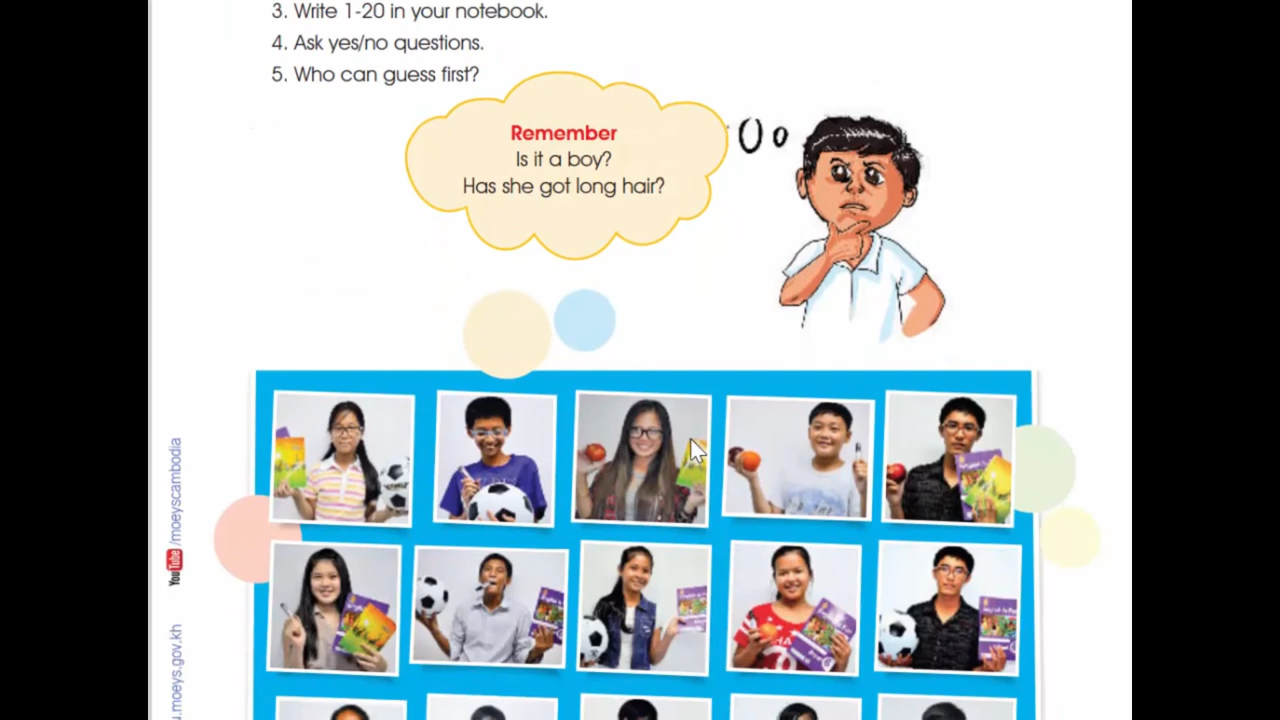 3. Write 1-20 in your notebook.
4. Ask yes/no questions.
5. Who can guess first?
Remember
Is it a boy?
Has she got long hair?
YouTube /moeyscambodia
u.moeys.gov.kh